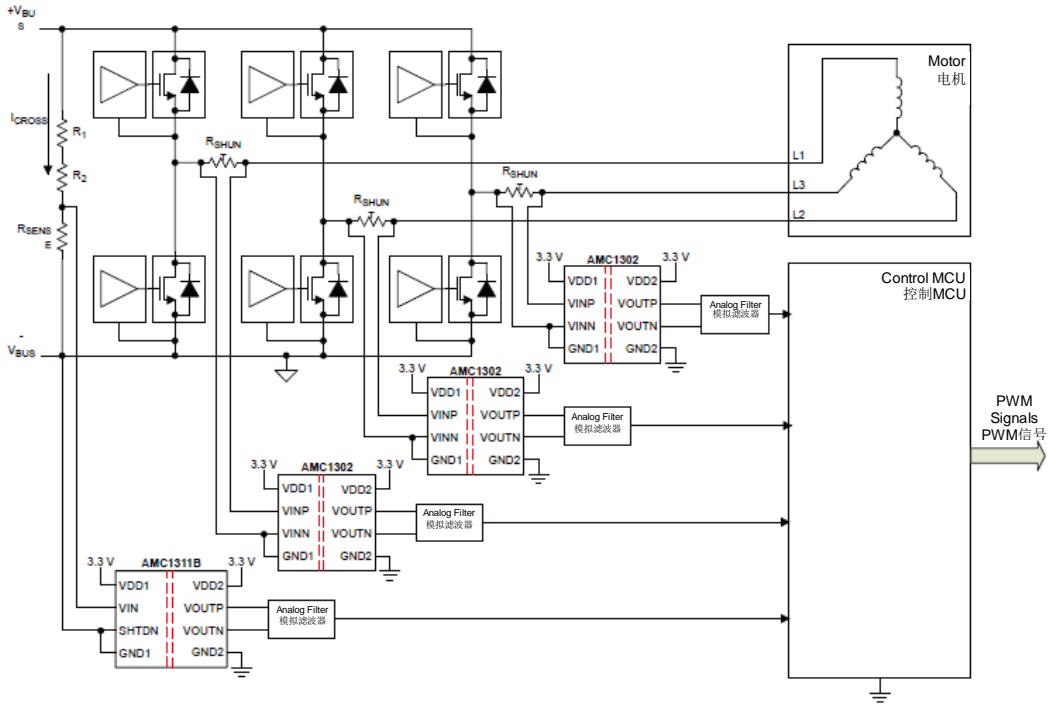 +VBU
S
ICROSS
R1
R2
RSENS
E
-
VBUS
RSHUN
T
RSHUN
T
RSHUN
T
Motor
电机
L1
L3
L2
3.3 V
AMC1302
3.3 V
VDD1
VDD2
VINP
VOUTP
VINN
VOUTN
GND1
GND2
Analog Filter
模拟滤波器
Control MCU
控制MCU
3.3 V
AMC1302
3.3 V
VDD1
VDD2
VINP
VOUTP
VINN
VOUTN
GND1
GND2
Analog Filter
模拟滤波器
PWM
Signals
PWM信号
3.3 V
AMC1302
3.3 V
VDD1
VDD2
VINP
VOUTP
VINN
VOUTN
GND1
GND2
Analog Filter
模拟滤波器
3.3 V
AMC1311B
3.3 V
VDD1
VDD2
VIN
VOUTP
SHTDN
VOUTN
GND1
GND2
Analog Filter
模拟滤波器